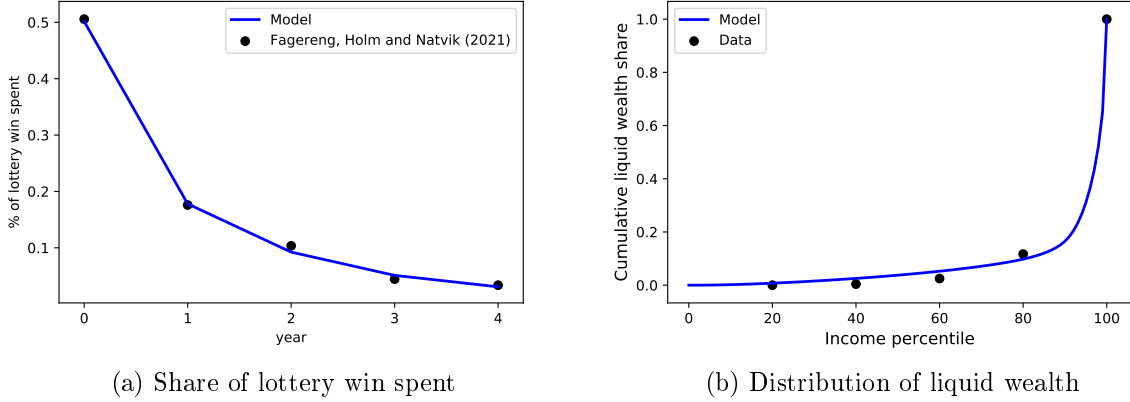 0.5
0.4
0.3
0.2
0.1
% of lottery win spent
Model
Fagereng, Holm and Natvik (2021)
0 1 2 3 4
year
(a) Share of lottery win spent
1.0
0.8
0.6
0.4
0.2
0.0
Cumulative liquid wealth share
Model
Data
0 20 40 60 80 100
Income percentile
(b) Distribution of liquid wealth